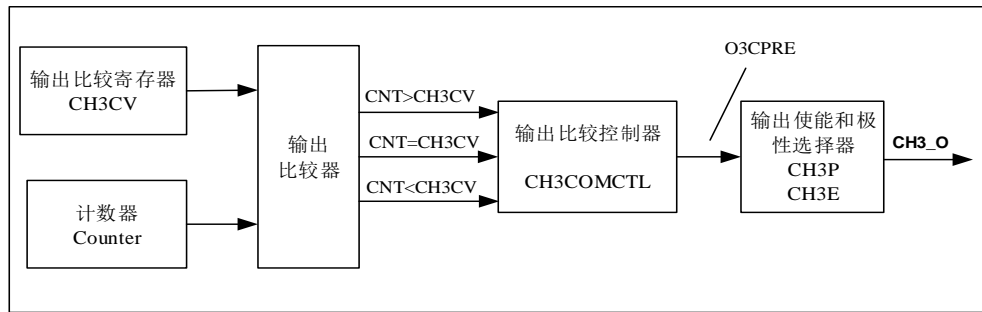 O3CPRE
输出比较寄存器
CH3CV
计数器
Counter
输出
比较器
CNT>CH3CV
CNT=CH3CV
CNT<CH3CV
输出比较控制器
CH3COMCTL
输出使能和极
性选择器
CH3P
CH3E
CH3_O